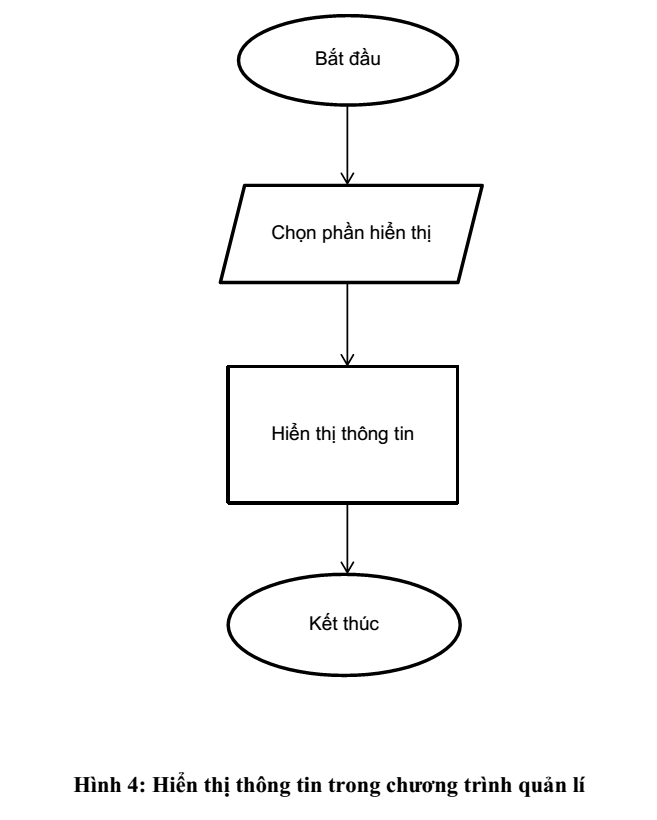 Bắt đầu
Chọn phần hiển thị
Hiển thị thông tin
Kết thúc
Hình 4: Hiển thị thông tin trong chương trình quản lí